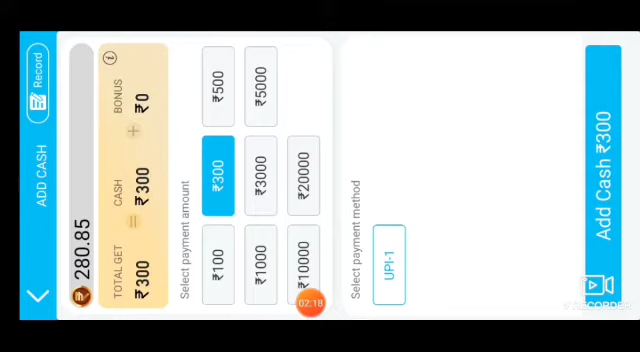 ADD CASH
Record
280.85
TOTAL GET = CASH + BONUS
₹300 ₹300 ₹0
Select payment amount
₹100 ₹300 ₹500
₹1000 ₹3000 ₹5000
₹10000 ₹20000
Select payment method
UPI-1
Add Cash ₹300
02:18
RECORDER